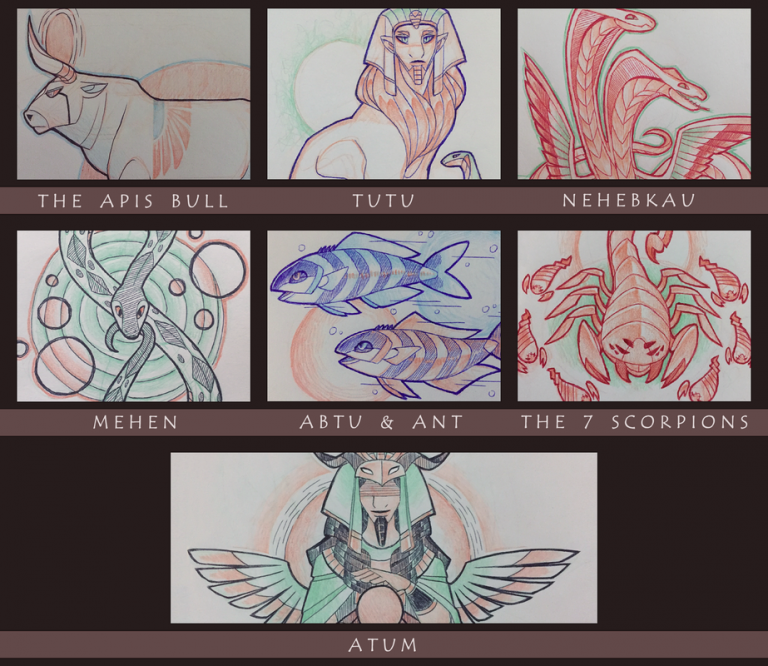 THE APIS BULL
TUTU
NEHEBKAU
MEHEN
ABTU & ANT
THE 7 SCORPIONS
ATUM